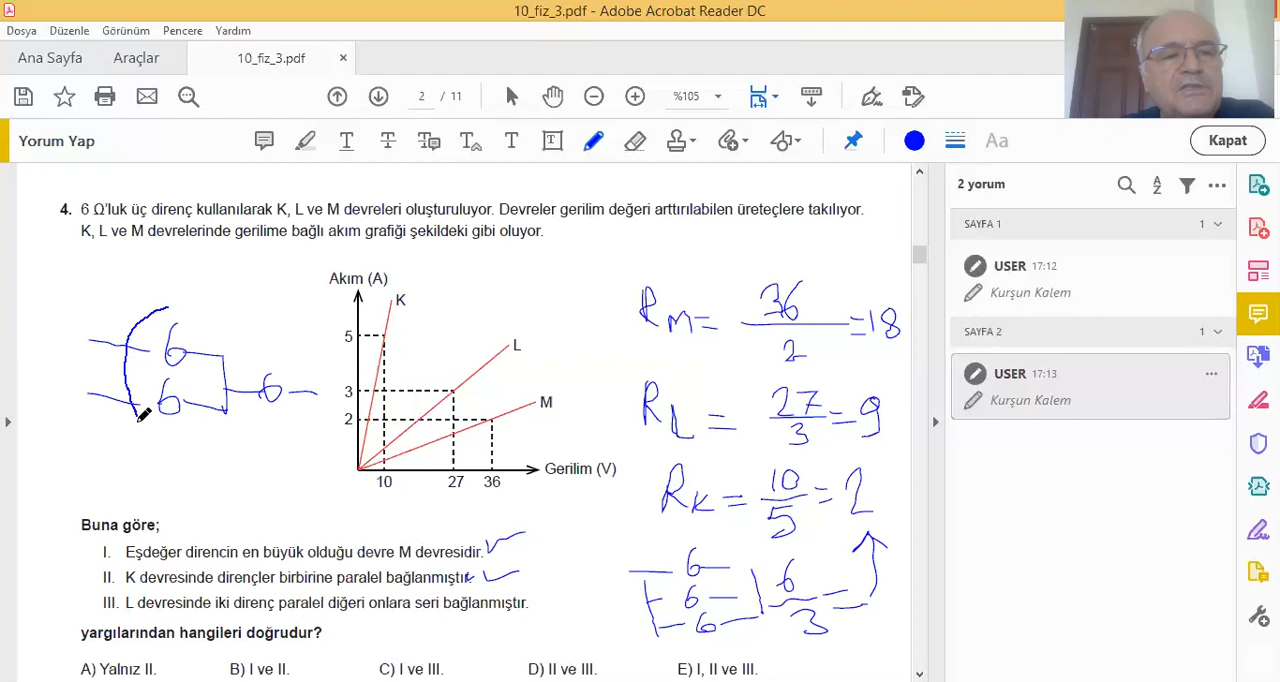 10_fiz_3.pdf - Adobe Acrobat Reader DC
Dosya Düzenle Görünüm Pencere Yardım
Ana Sayfa Araçlar 10_fiz_3.pdf ×
2 / 11 %105
Yorum Yap Aa Kapat
2 yorum
SAYFA 1 1
USER 17:12
Kurşun Kalem
SAYFA 2 1
USER 17:13
Kurşun Kalem
4. 6 Ω'luk üç direnç kullanılarak K, L ve M devreleri oluşturuluyor. Devreler gerilim değeri arttırılabilen üreteçlere takılıyor.
K, L ve M devrelerinde gerilime bağlı akım grafiği şekildeki gibi oluyor.
Akım (A)
K
5
L
3
M
2
Gerilim (V)
10 27 36
6
6 6
RM = 36/2 = 18
RL = 27/3 = 9
RK = 10/5 = 2
6
6 6/3 =
6
Buna göre;
I. Eşdeğer direncin en büyük olduğu devre M devresidir.
II. K devresinde dirençler birbirine paralel bağlanmıştır.
III. L devresinde iki direnç paralel diğeri onlara seri bağlanmıştır.
yargılarından hangileri doğrudur?
A) Yalnız II. B) I ve II. C) I ve III. D) II ve III. E) I, II ve III.